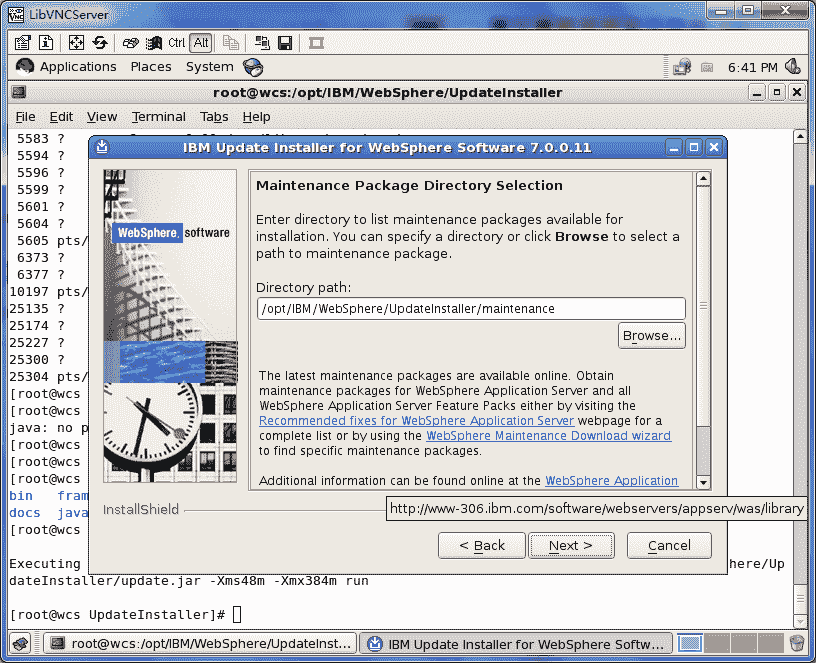 LibVNCServer
Ctrl Alt
Applications Places System 6:41 PM
root@wcs:/opt/IBM/WebSphere/UpdateInstaller
File Edit View Terminal Tabs Help
5583 ?
5594 ?
5596 ?
5599 ?
5601 ?
5604 ?
5605 pts/
6373 ?
6377 ?
10197 pts/
25135 ?
25174 ?
25227 ?
25300 ?
25304 pts/
[root@wcs
[root@wcs
java: no p
[root@wcs
[root@wcs
[root@wcs
bin fram
docs java
[root@wcs
IBM Update Installer for WebSphere Software 7.0.0.11
WebSphere. software
Maintenance Package Directory Selection
Enter directory to list maintenance packages available for
installation. You can specify a directory or click Browse to select a
path to maintenance package.
Directory path:
/opt/IBM/WebSphere/UpdateInstaller/maintenance
Browse...
The latest maintenance packages are available online. Obtain
maintenance packages for WebSphere Application Server and all
WebSphere Application Server Feature Packs either by visiting the
Recommended fixes for WebSphere Application Server webpage for a
complete list or by using the WebSphere Maintenance Download wizard
to find specific maintenance packages.
Additional information can be found online at the WebSphere Application
InstallShield
http://www-306.ibm.com/software/webservers/appserv/was/library
< Back Next > Cancel
Executing here/Up
dateInstaller/update.jar -Xms48m -Xmx384m run
[root@wcs UpdateInstaller]#
root@wcs:/opt/IBM/WebSphere/UpdateInst... IBM Update Installer for WebSphere Softw...